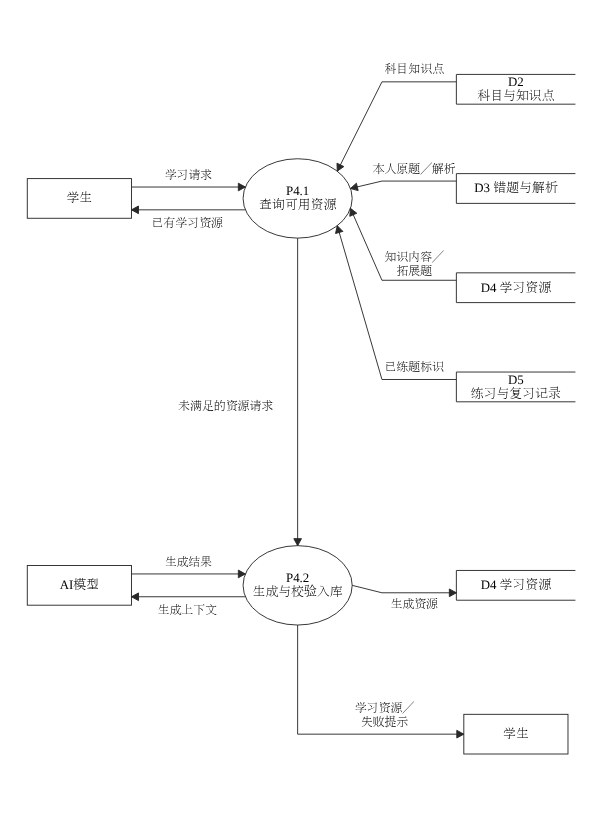 科目知识点
D2
科目与知识点
学习请求
本人原题／解析
学生
P4.1
查询可用资源
D3 错题与解析
已有学习资源
知识内容／
拓展题
D4 学习资源
已练题标识
D5
练习与复习记录
未满足的资源请求
生成结果
AI模型
P4.2
生成与校验入库
D4 学习资源
生成上下文
生成资源
学习资源／
失败提示
学生